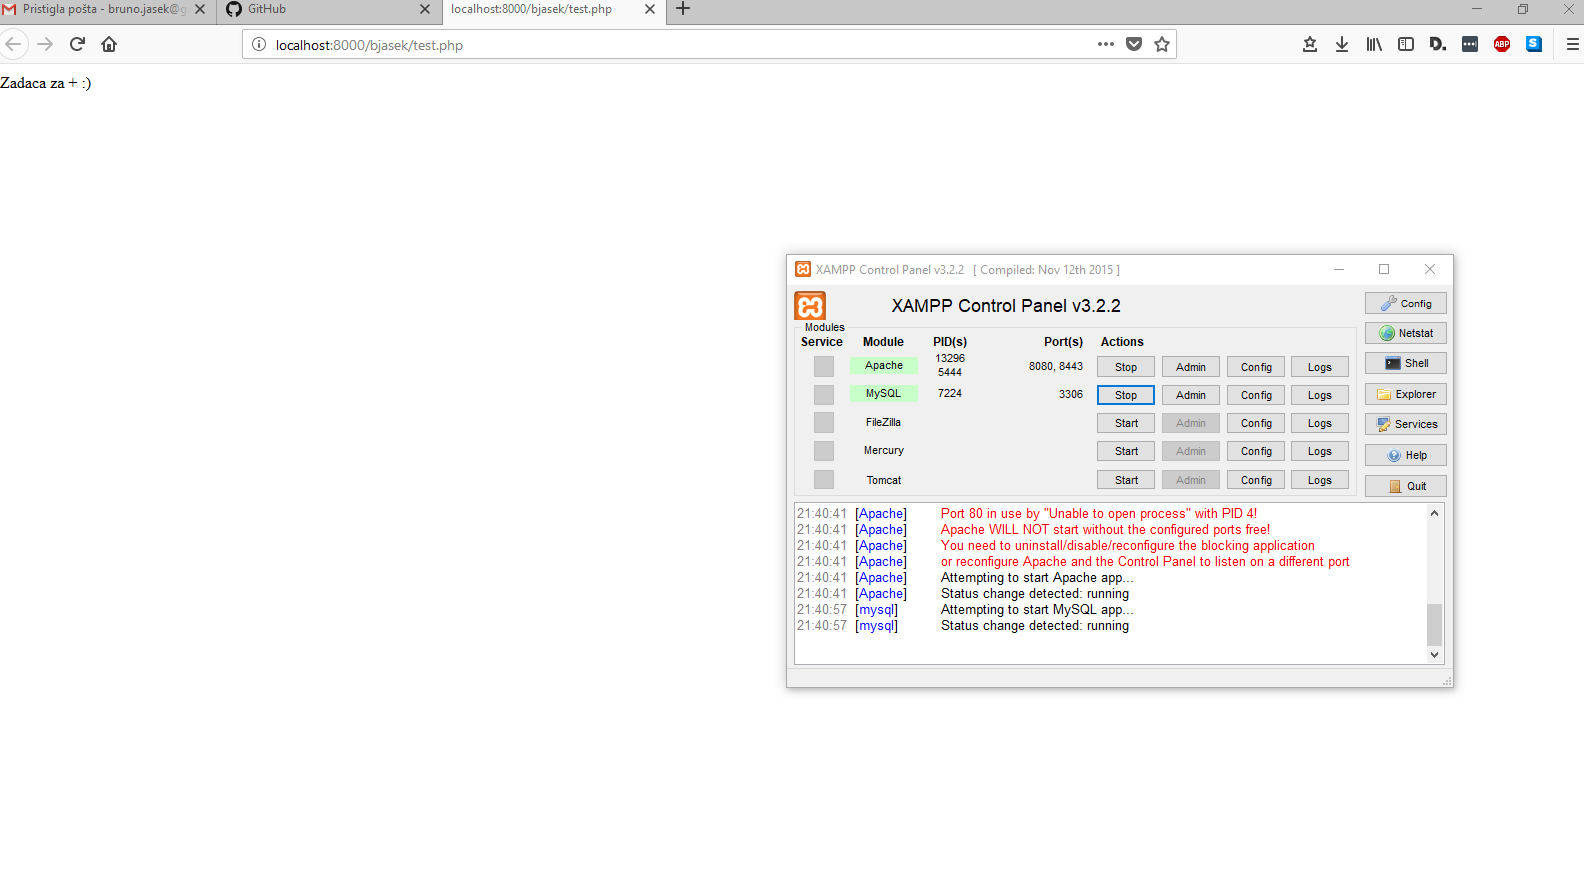 Pristigla pošta - bruno.jasek@g
GitHub
localhost:8000/bjasek/test.php
localhost:8000/bjasek/test.php
D.
ABP
S
Zadaca za + :)
XAMPP Control Panel v3.2.2 [ Compiled: Nov 12th 2015 ]
XAMPP Control Panel v3.2.2
Config
Modules
Service Module PID(s) Port(s) Actions
Netstat
Apache 13296 5444 8080, 8443 Stop Admin Config Logs
Shell
MySQL 7224 3306 Stop Admin Config Logs
Explorer
FileZilla Start Admin Config Logs
Services
Mercury Start Admin Config Logs
Help
Tomcat Start Admin Config Logs
Quit
21:40:41 [Apache] Port 80 in use by "Unable to open process" with PID 4!
21:40:41 [Apache] Apache WILL NOT start without the configured ports free!
21:40:41 [Apache] You need to uninstall/disable/reconfigure the blocking application
21:40:41 [Apache] or reconfigure Apache and the Control Panel to listen on a different port
21:40:41 [Apache] Attempting to start Apache app...
21:40:41 [Apache] Status change detected: running
21:40:57 [mysql] Attempting to start MySQL app...
21:40:57 [mysql] Status change detected: running